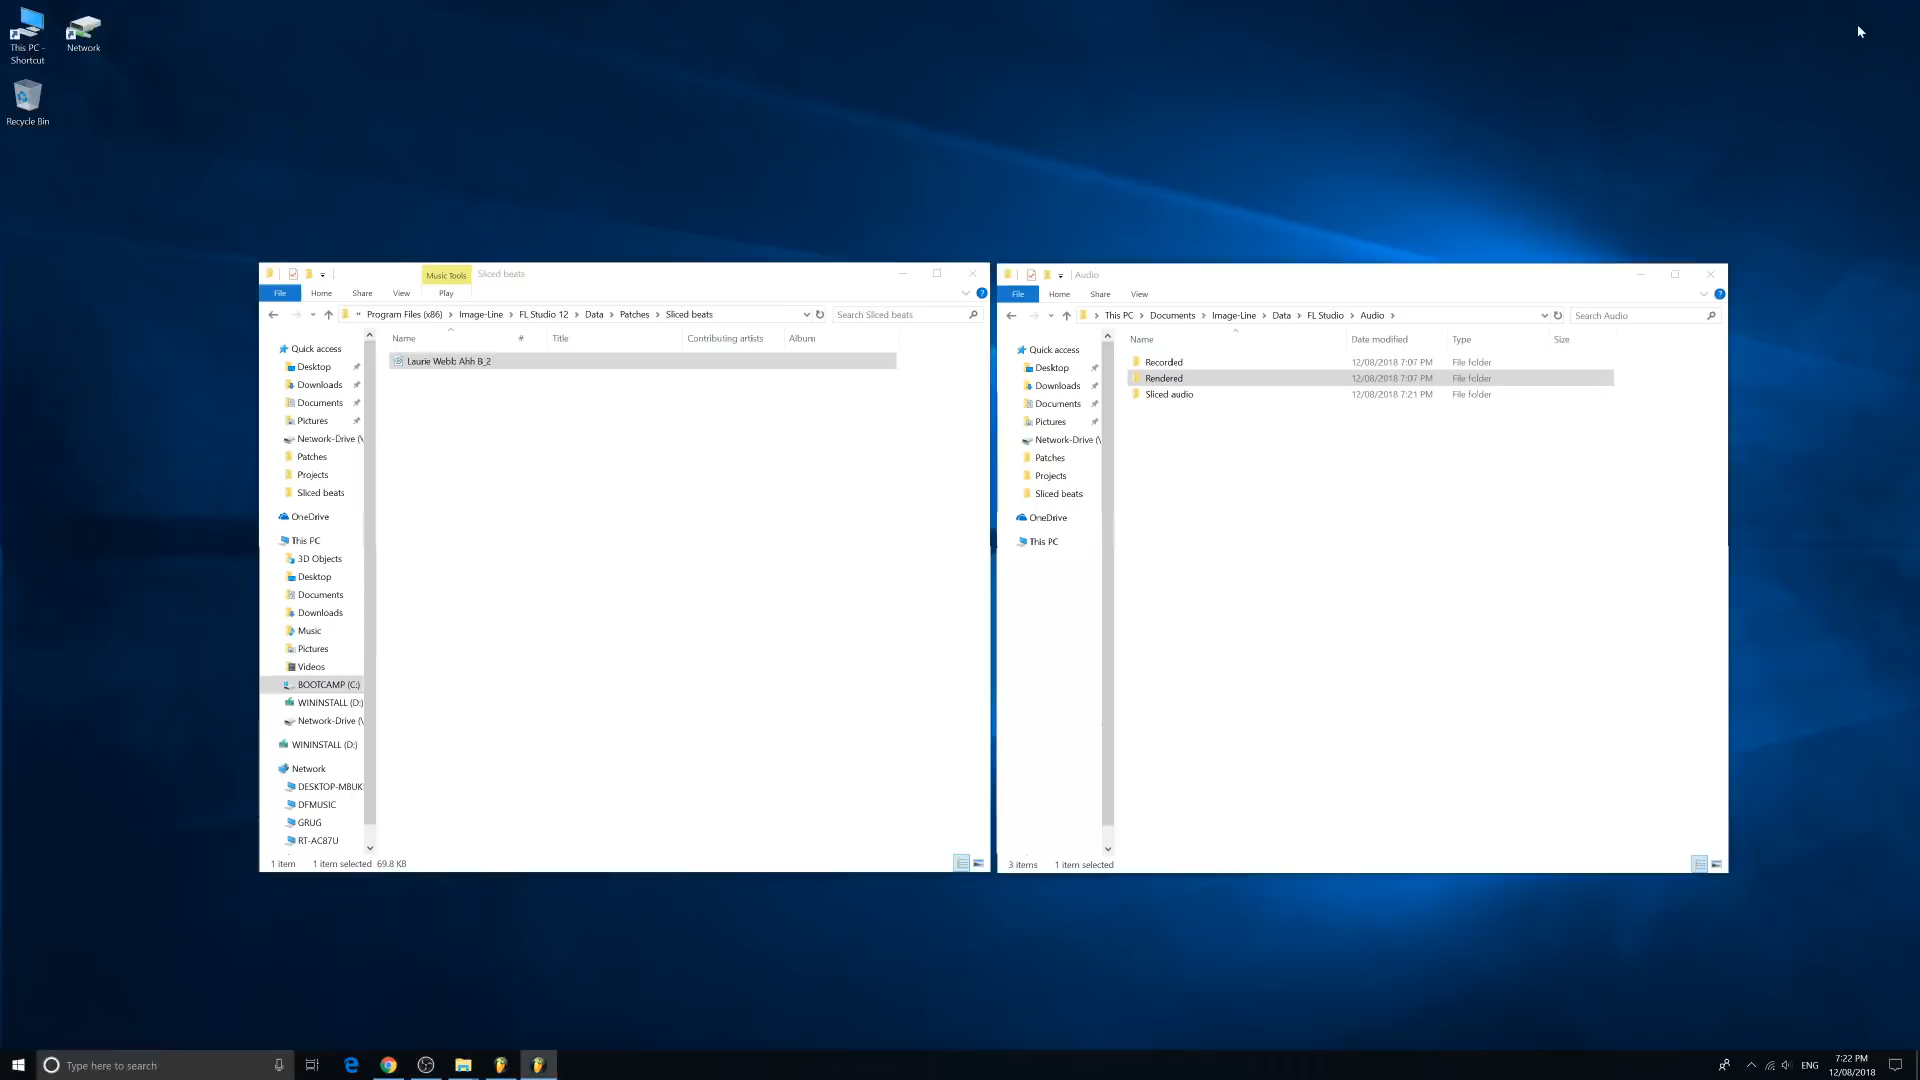 This PC -
Shortcut
Network
Recycle Bin
Music Tools
Sliced beats
File
Home
Share
View
Play
Program Files (x86)
Image-Line
FL Studio 12
Data
Patches
Sliced beats
Search Sliced beats
Name
#
Title
Contributing artists
Album
Laurie Webb Ahh B_2
Quick access
Desktop
Downloads
Documents
Pictures
Network-Drive (\
Patches
Projects
Sliced beats
OneDrive
This PC
3D Objects
Desktop
Documents
Downloads
Music
Pictures
Videos
BOOTCAMP (C:)
WININSTALL (D:)
Network-Drive (\
WININSTALL (D:)
Network
DESKTOP-MBUK
DFMUSIC
GRUG
RT-AC87U
1 item
1 item selected 69.8 KB
Audio
File
Home
Share
View
This PC
Documents
Image-Line
Data
FL Studio
Audio
Search Audio
Name
Date modified
Type
Size
Recorded 12/08/2018 7:07 PM File folder
Rendered 12/08/2018 7:07 PM File folder
Sliced audio 12/08/2018 7:21 PM File folder
Quick access
Desktop
Downloads
Documents
Pictures
Network-Drive (\
Patches
Projects
Sliced beats
OneDrive
This PC
3 items
1 item selected
Type here to search
ENG
7:22 PM
12/08/2018